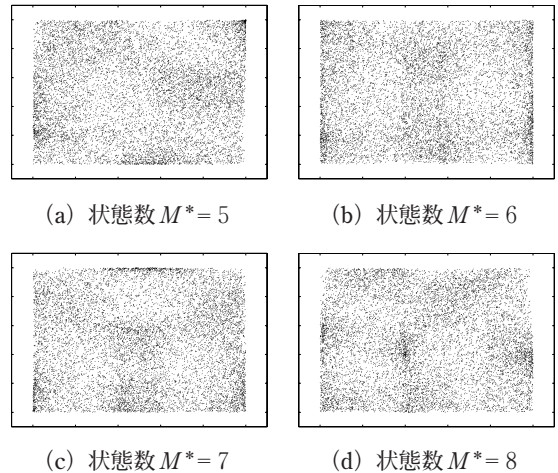 (a) 状態数 M* = 5
(b) 状態数 M* = 6
(c) 状態数 M* = 7
(d) 状態数 M* = 8